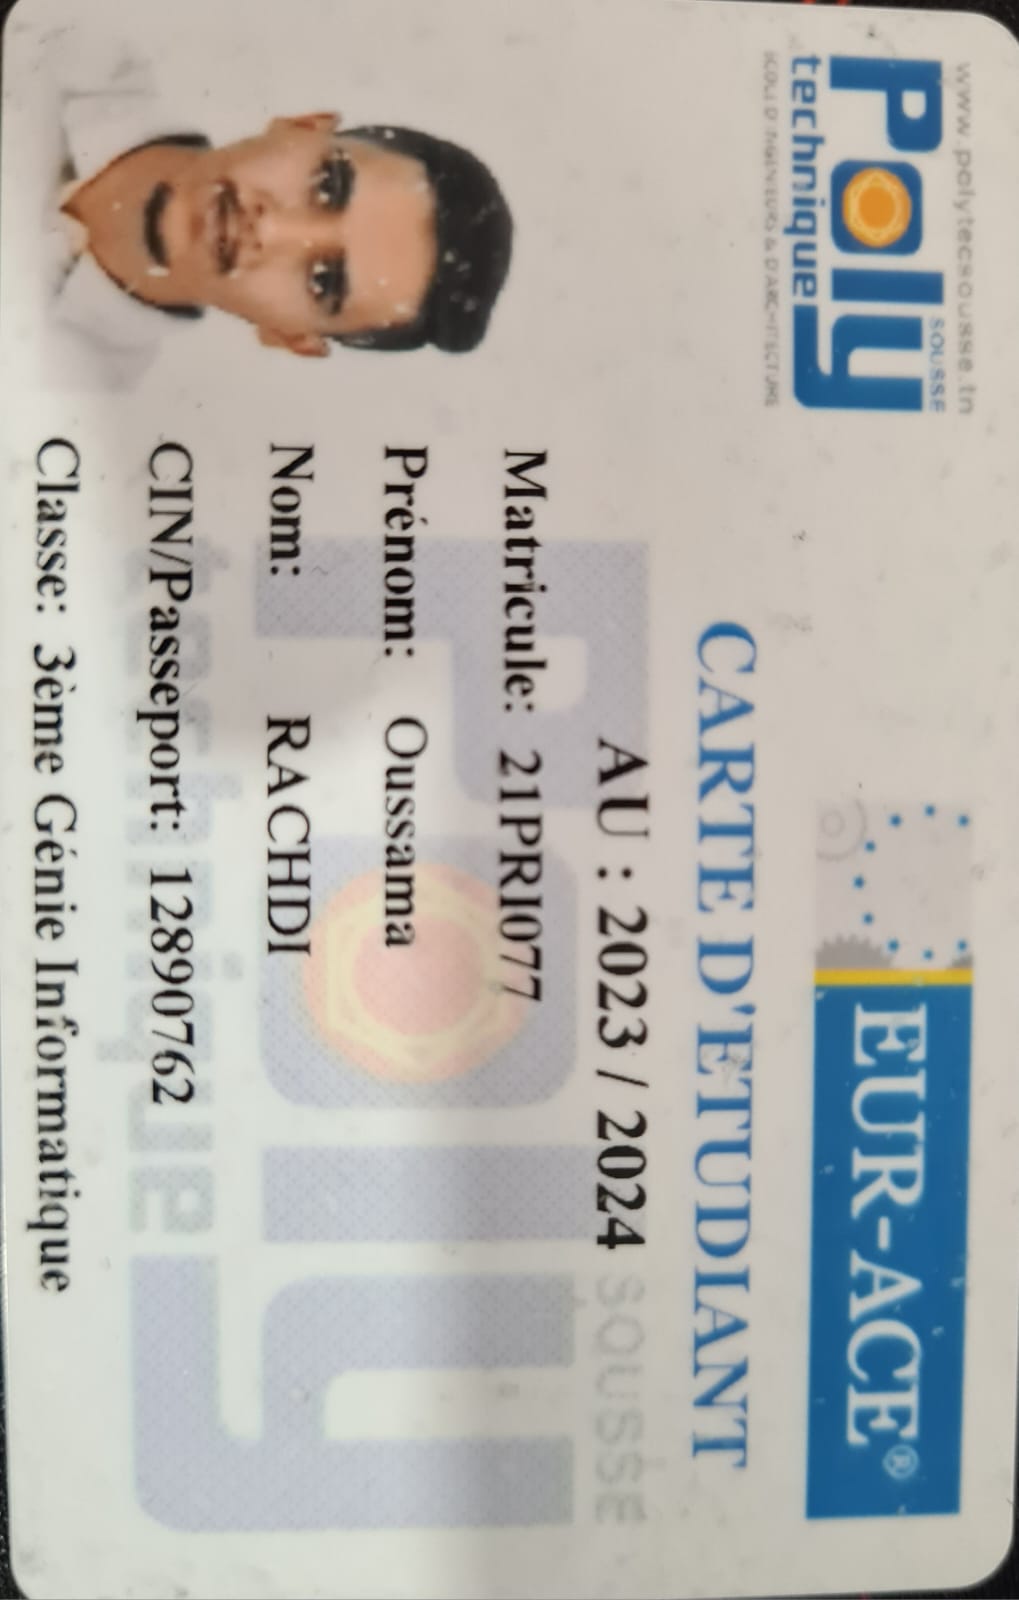 www.polytecsousse.tn
Poly SOUSSE
technique
ECOLE D'INGENIEURS & D'ARCHITECTURE
EUR-ACE®
CARTE D'ETUDIANT
AU : 2023 / 2024
Matricule: 21PRI077
Prénom: Oussama
Nom: RACHDI
CIN/Passeport: 12890762
Classe: 3ème Génie Informatique
Poly SOUSSE
technique